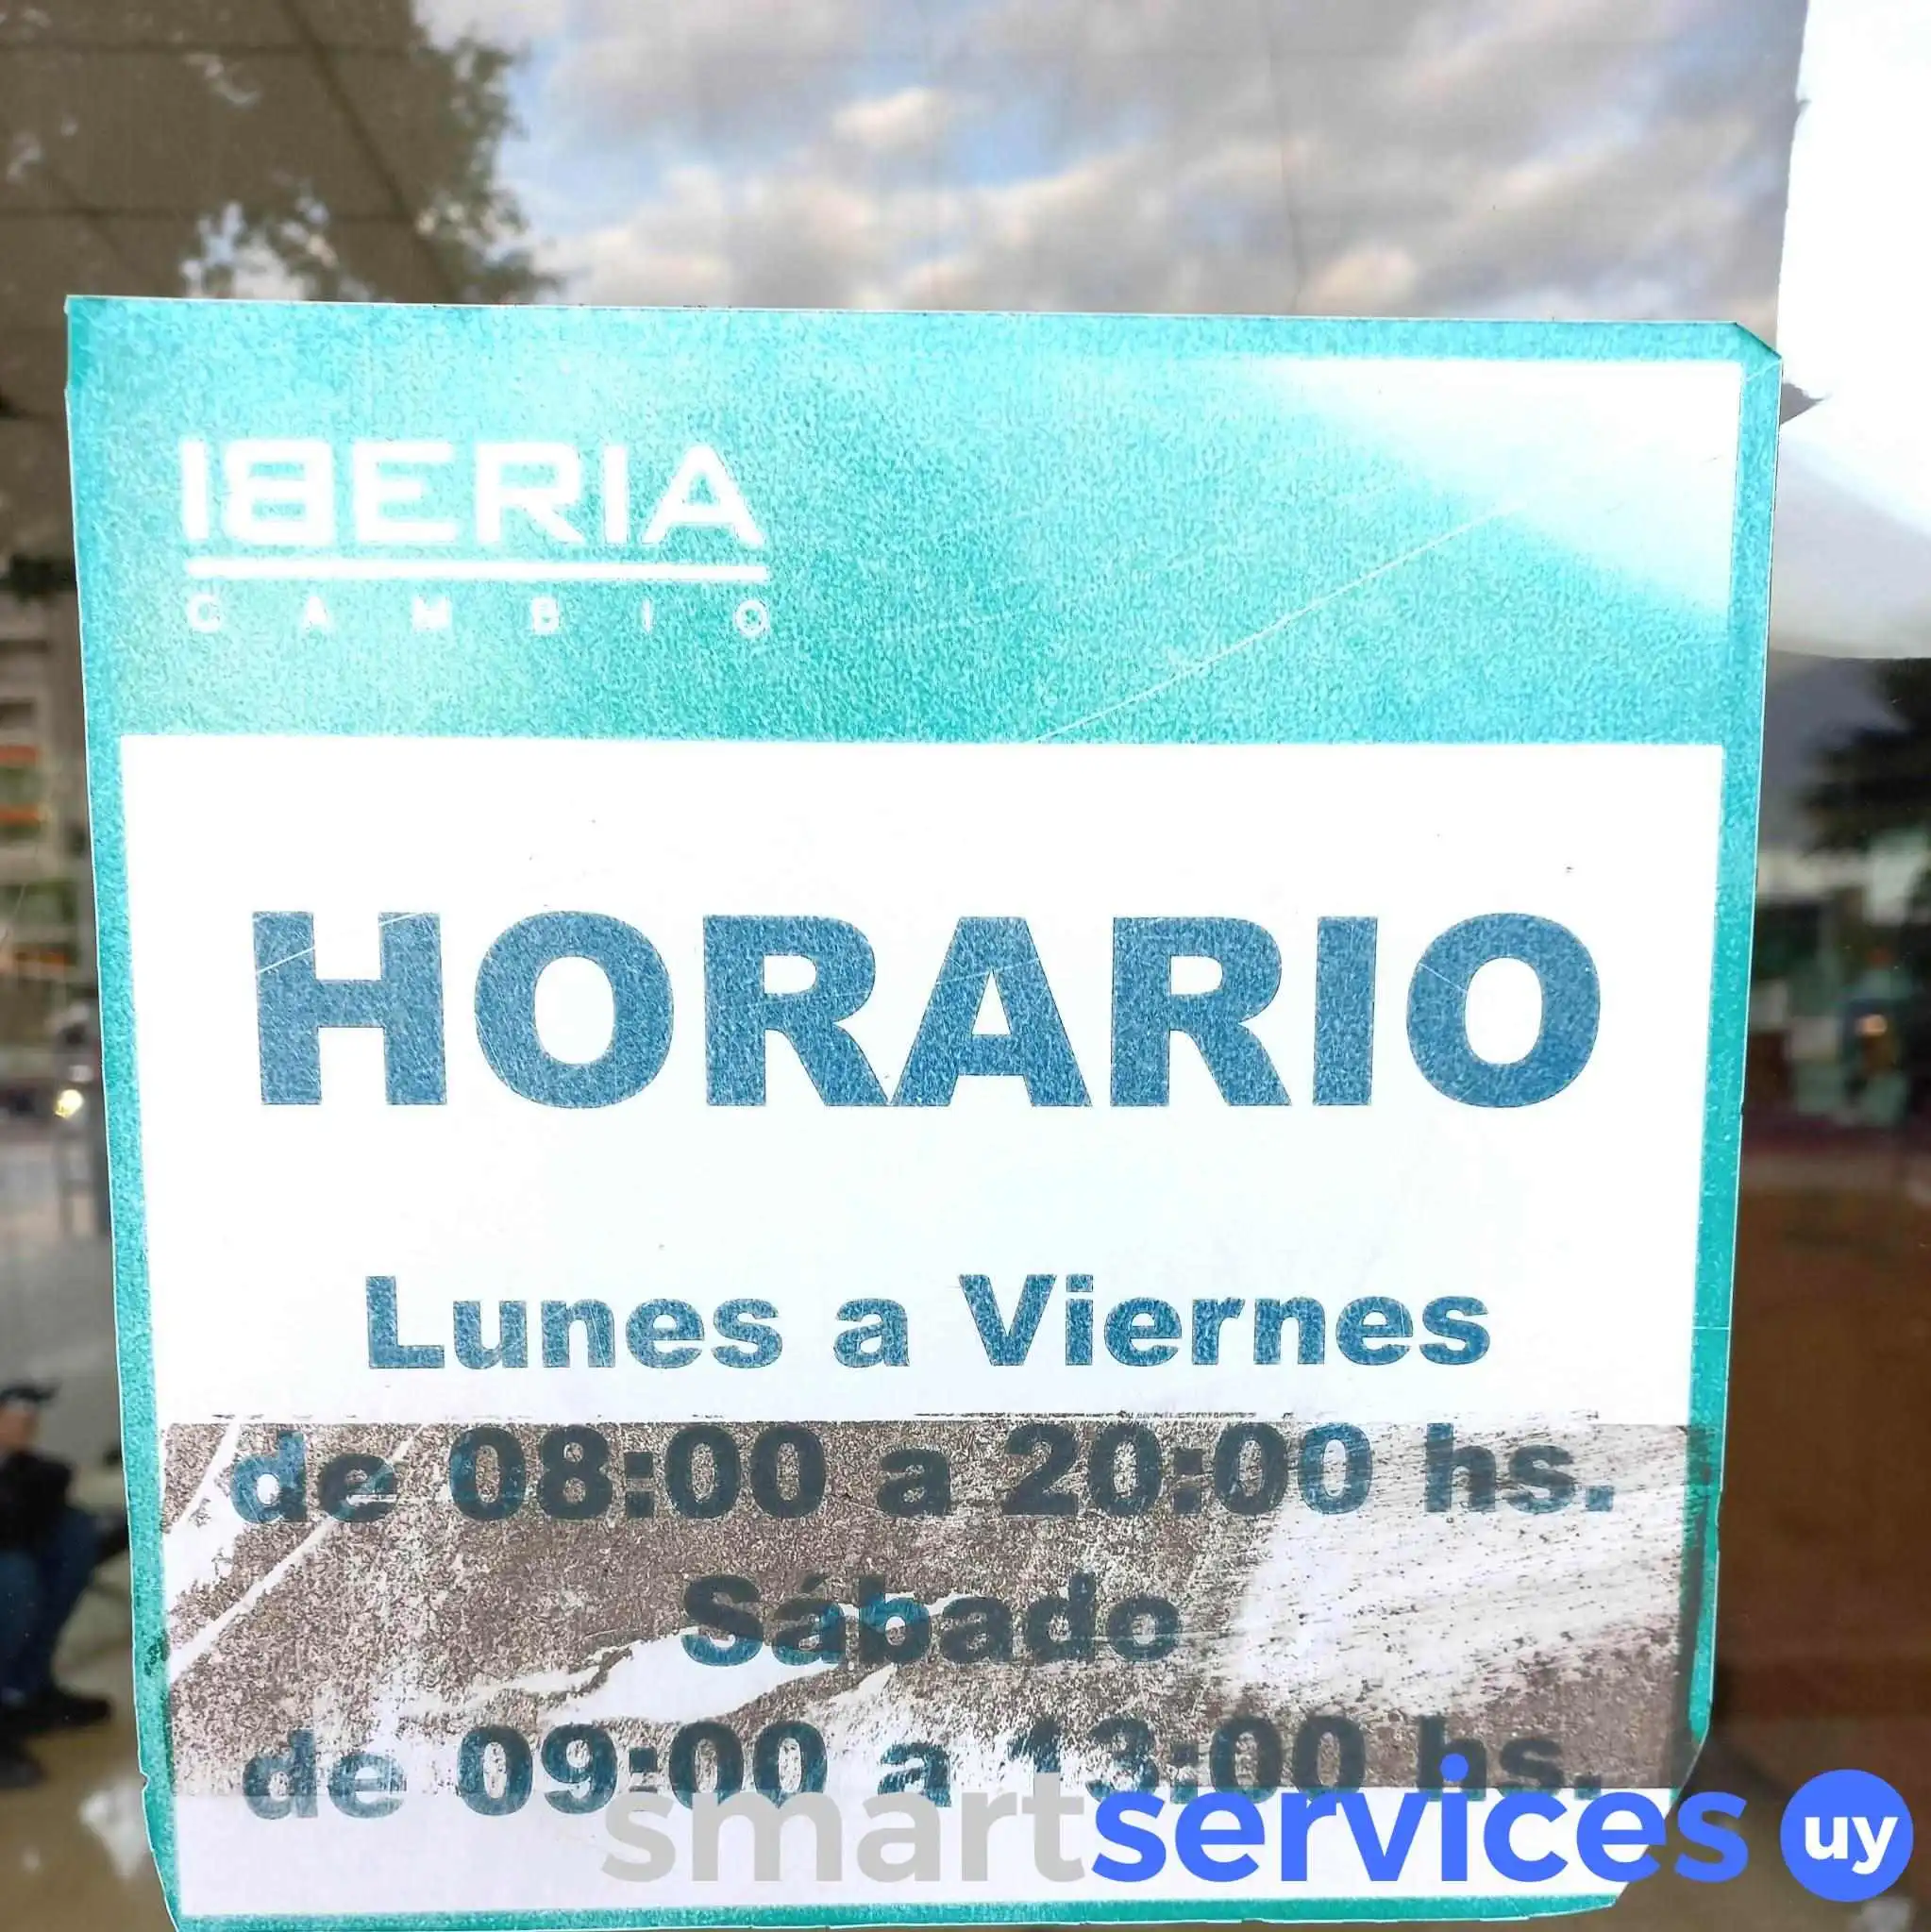 IBERIA
CAMBIO
HORARIO
Lunes a Viernes
de 08:00 a 20:00 hs.
Sábado
de 09:00 a 13:00 hs.
smartservices uy